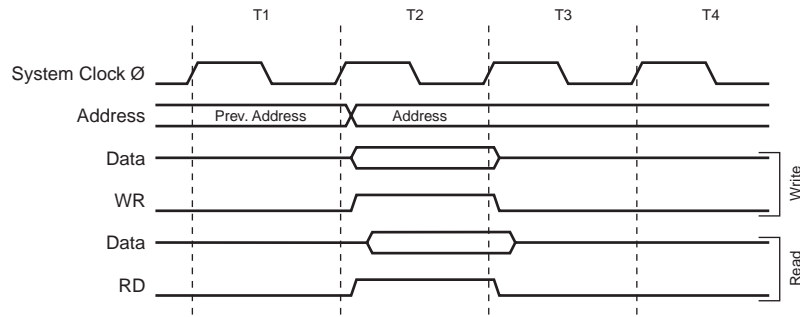 T1 T2 T3 T4
System Clock Ø
Address Prev. Address Address
Data
WR
Write
Data
RD
Read